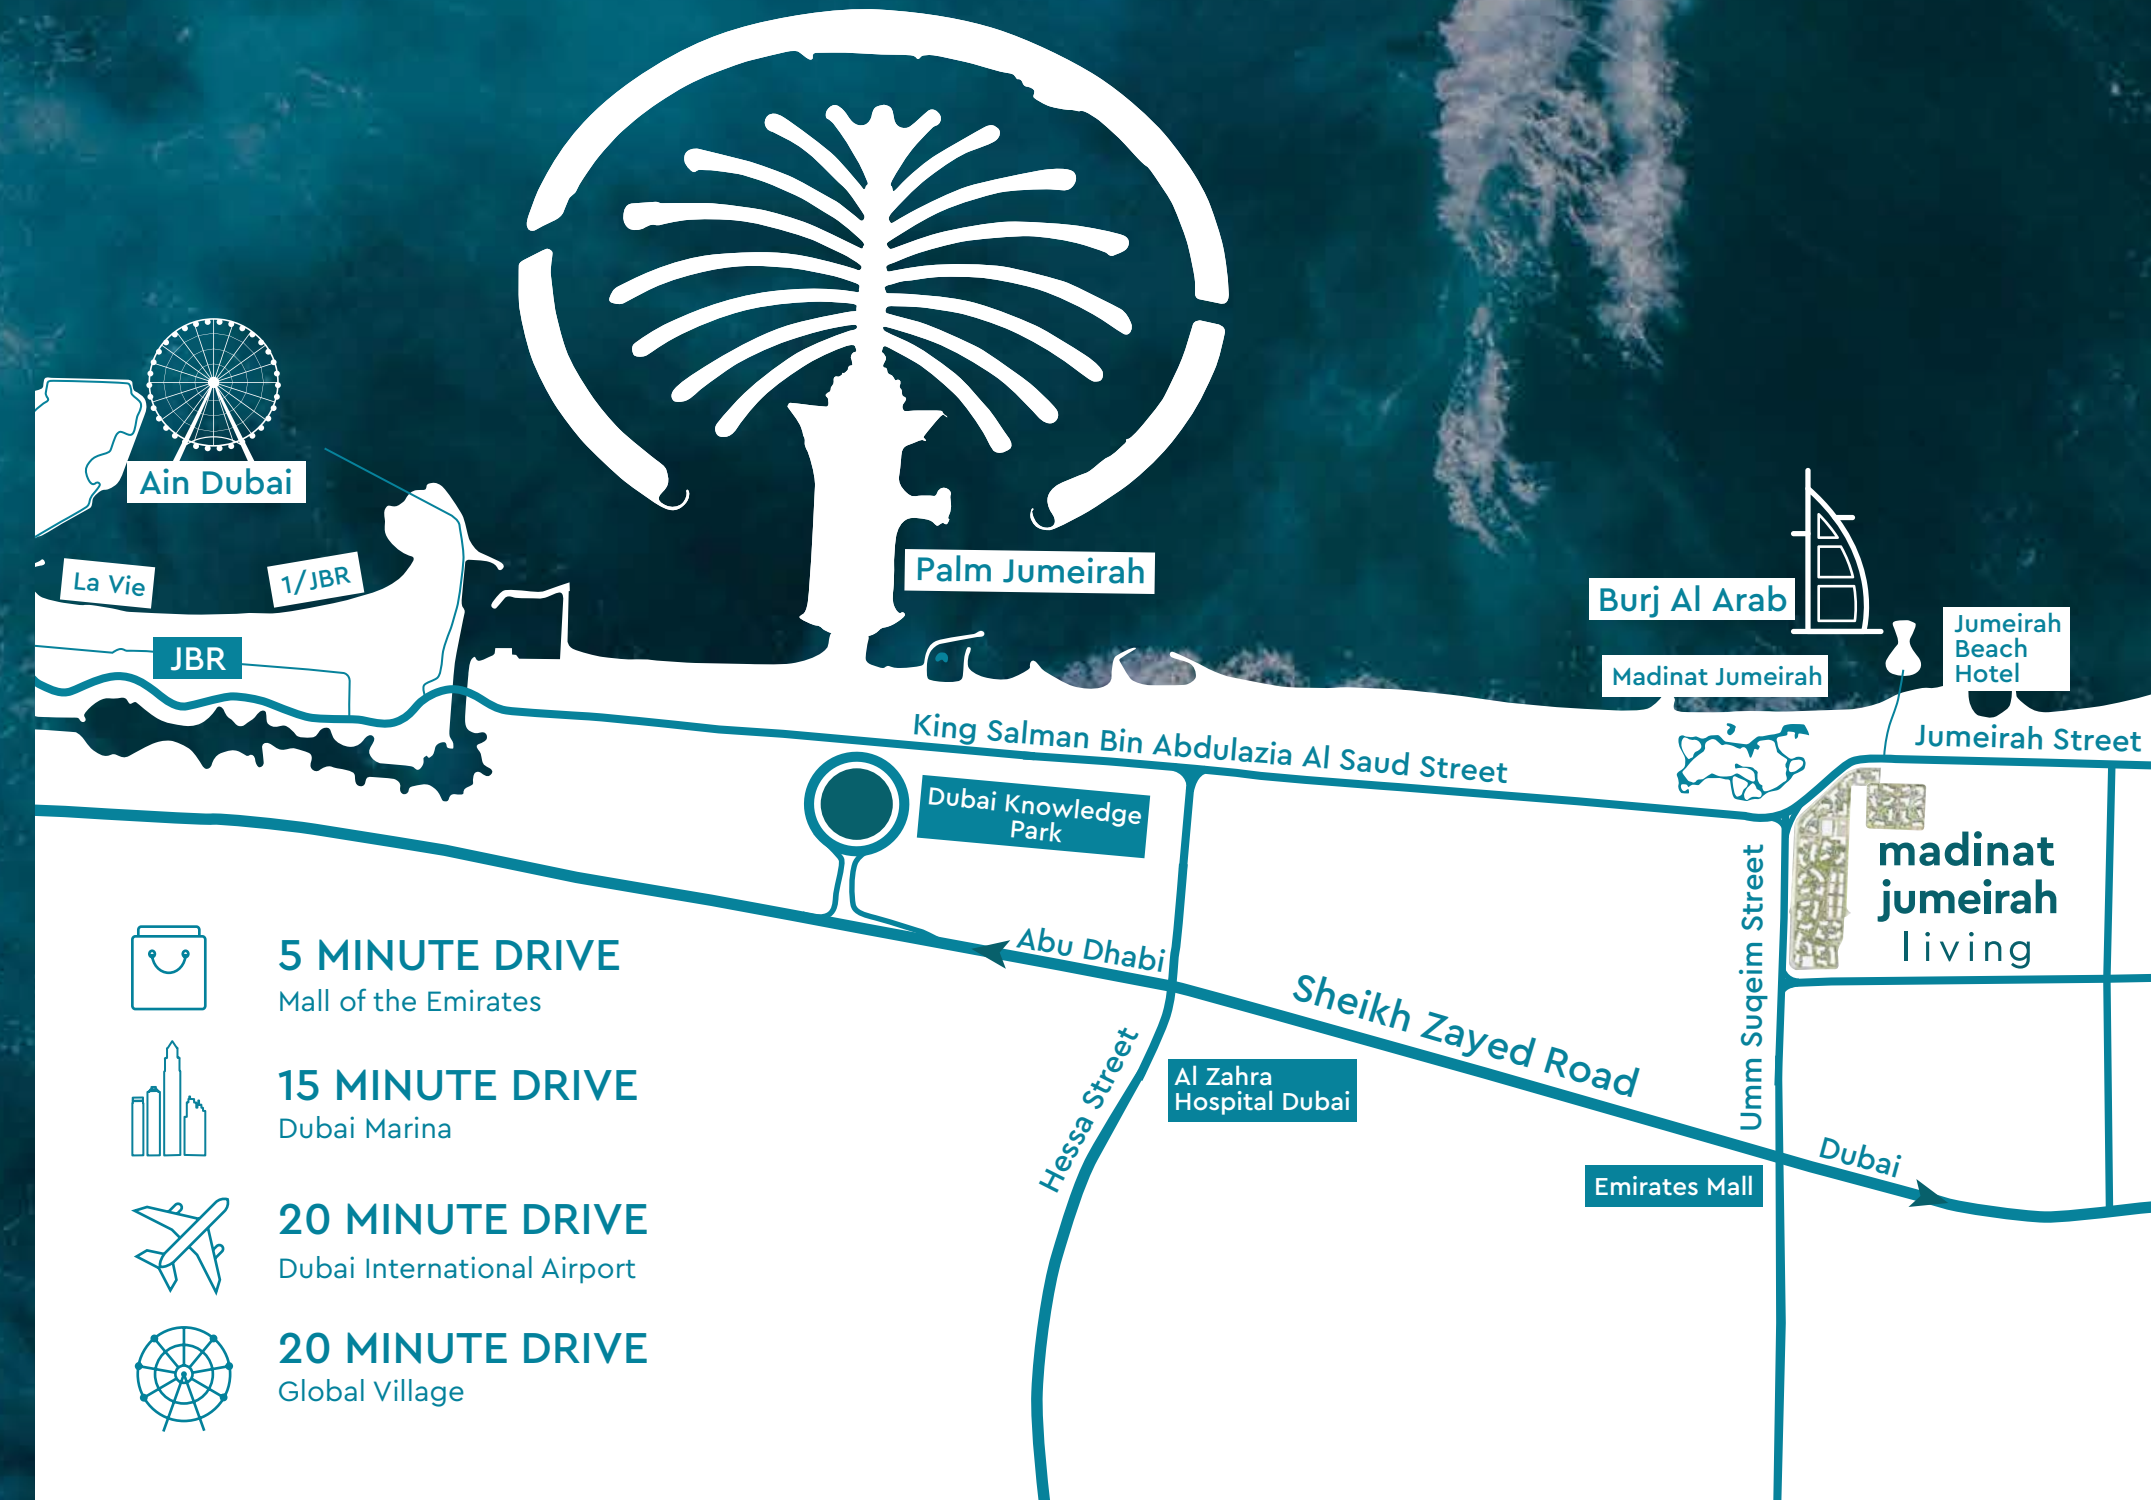 Ain Dubai
La Vie
1/JBR
JBR
Palm Jumeirah
Burj Al Arab
Jumeirah
Beach
Hotel
Madinat Jumeirah
King Salman Bin Abdulazia Al Saud Street
Jumeirah Street
Dubai Knowledge
Park
madinat
jumeirah
living
Umm Suqeim Street
Abu Dhabi
Sheikh Zayed Road
Hessa Street
Al Zahra
Hospital Dubai
Dubai
Emirates Mall
5 MINUTE DRIVE
Mall of the Emirates
15 MINUTE DRIVE
Dubai Marina
20 MINUTE DRIVE
Dubai International Airport
20 MINUTE DRIVE
Global Village